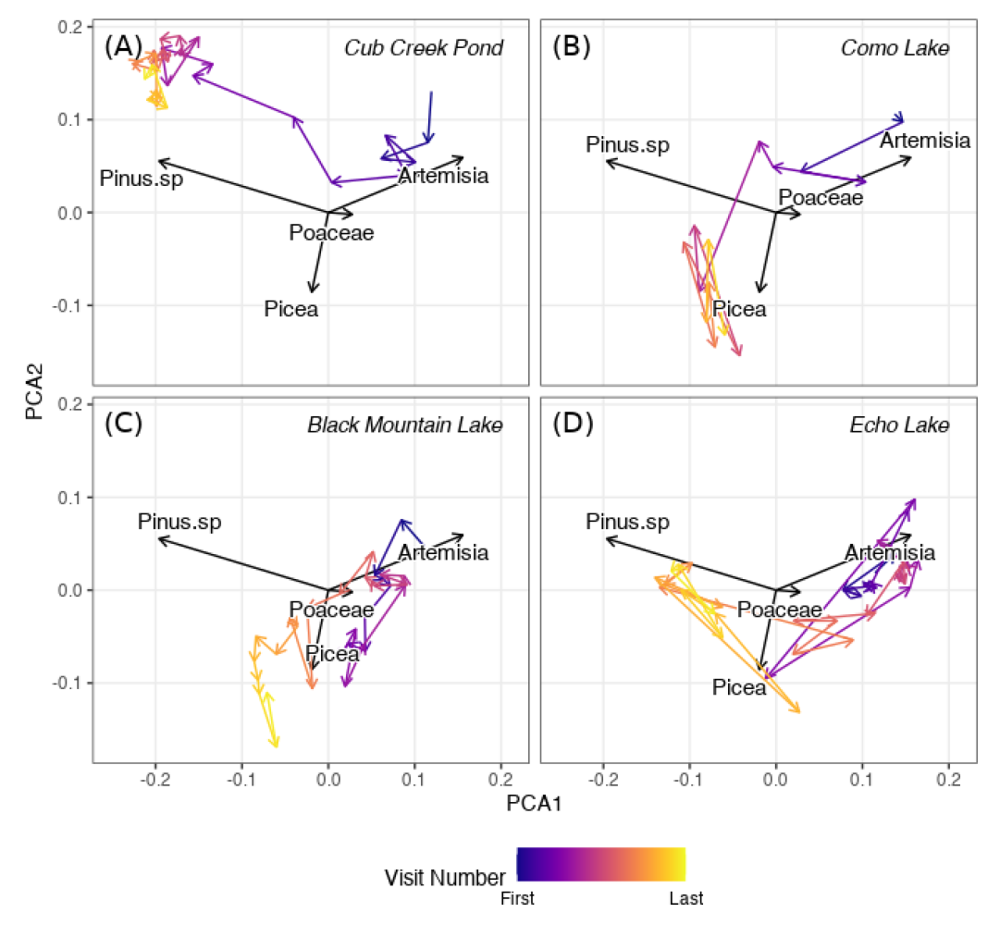 (A) Cub Creek Pond
(B) Como Lake
0.2
0.1
0.0
-0.1
Pinus.sp
Artemisia
Poaceae
Picea
Pinus.sp
Artemisia
Poaceae
Picea
PCA2
(C) Black Mountain Lake
(D) Echo Lake
0.2
0.1
0.0
-0.1
Pinus.sp
Artemisia
Poaceae
Picea
Pinus.sp
Artemisia
Poaceae
Picea
-0.2 -0.1 0.0 0.1 0.2
-0.2 -0.1 0.0 0.1 0.2
PCA1
Visit Number
First Last